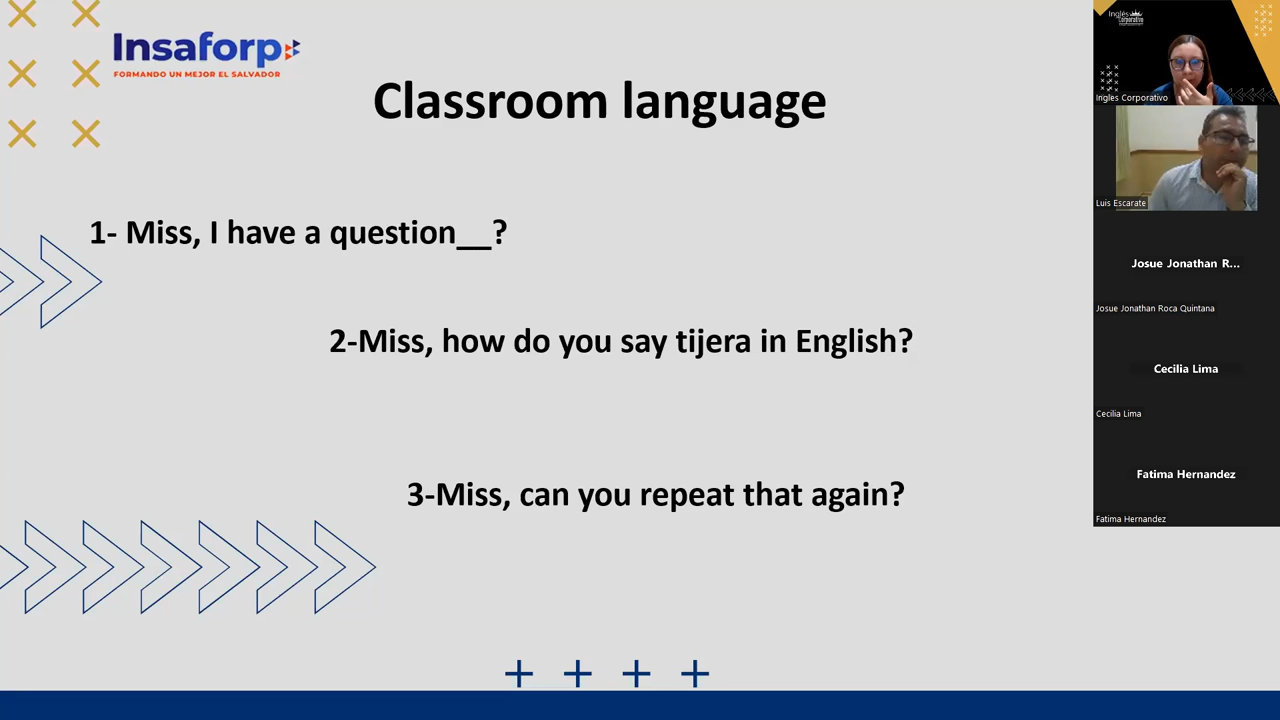 Insaforp
FORMANDO UN MEJOR EL SALVADOR
Classroom language
1- Miss, I have a question__?
2-Miss, how do you say tijera in English?
3-Miss, can you repeat that again?
Inglés
Corporativo
Ingles Corporativo
Luis Escarate
Josue Jonathan R...
Josue Jonathan Roca Quintana
Cecilia Lima
Cecilia Lima
Fatima Hernandez
Fatima Hernandez